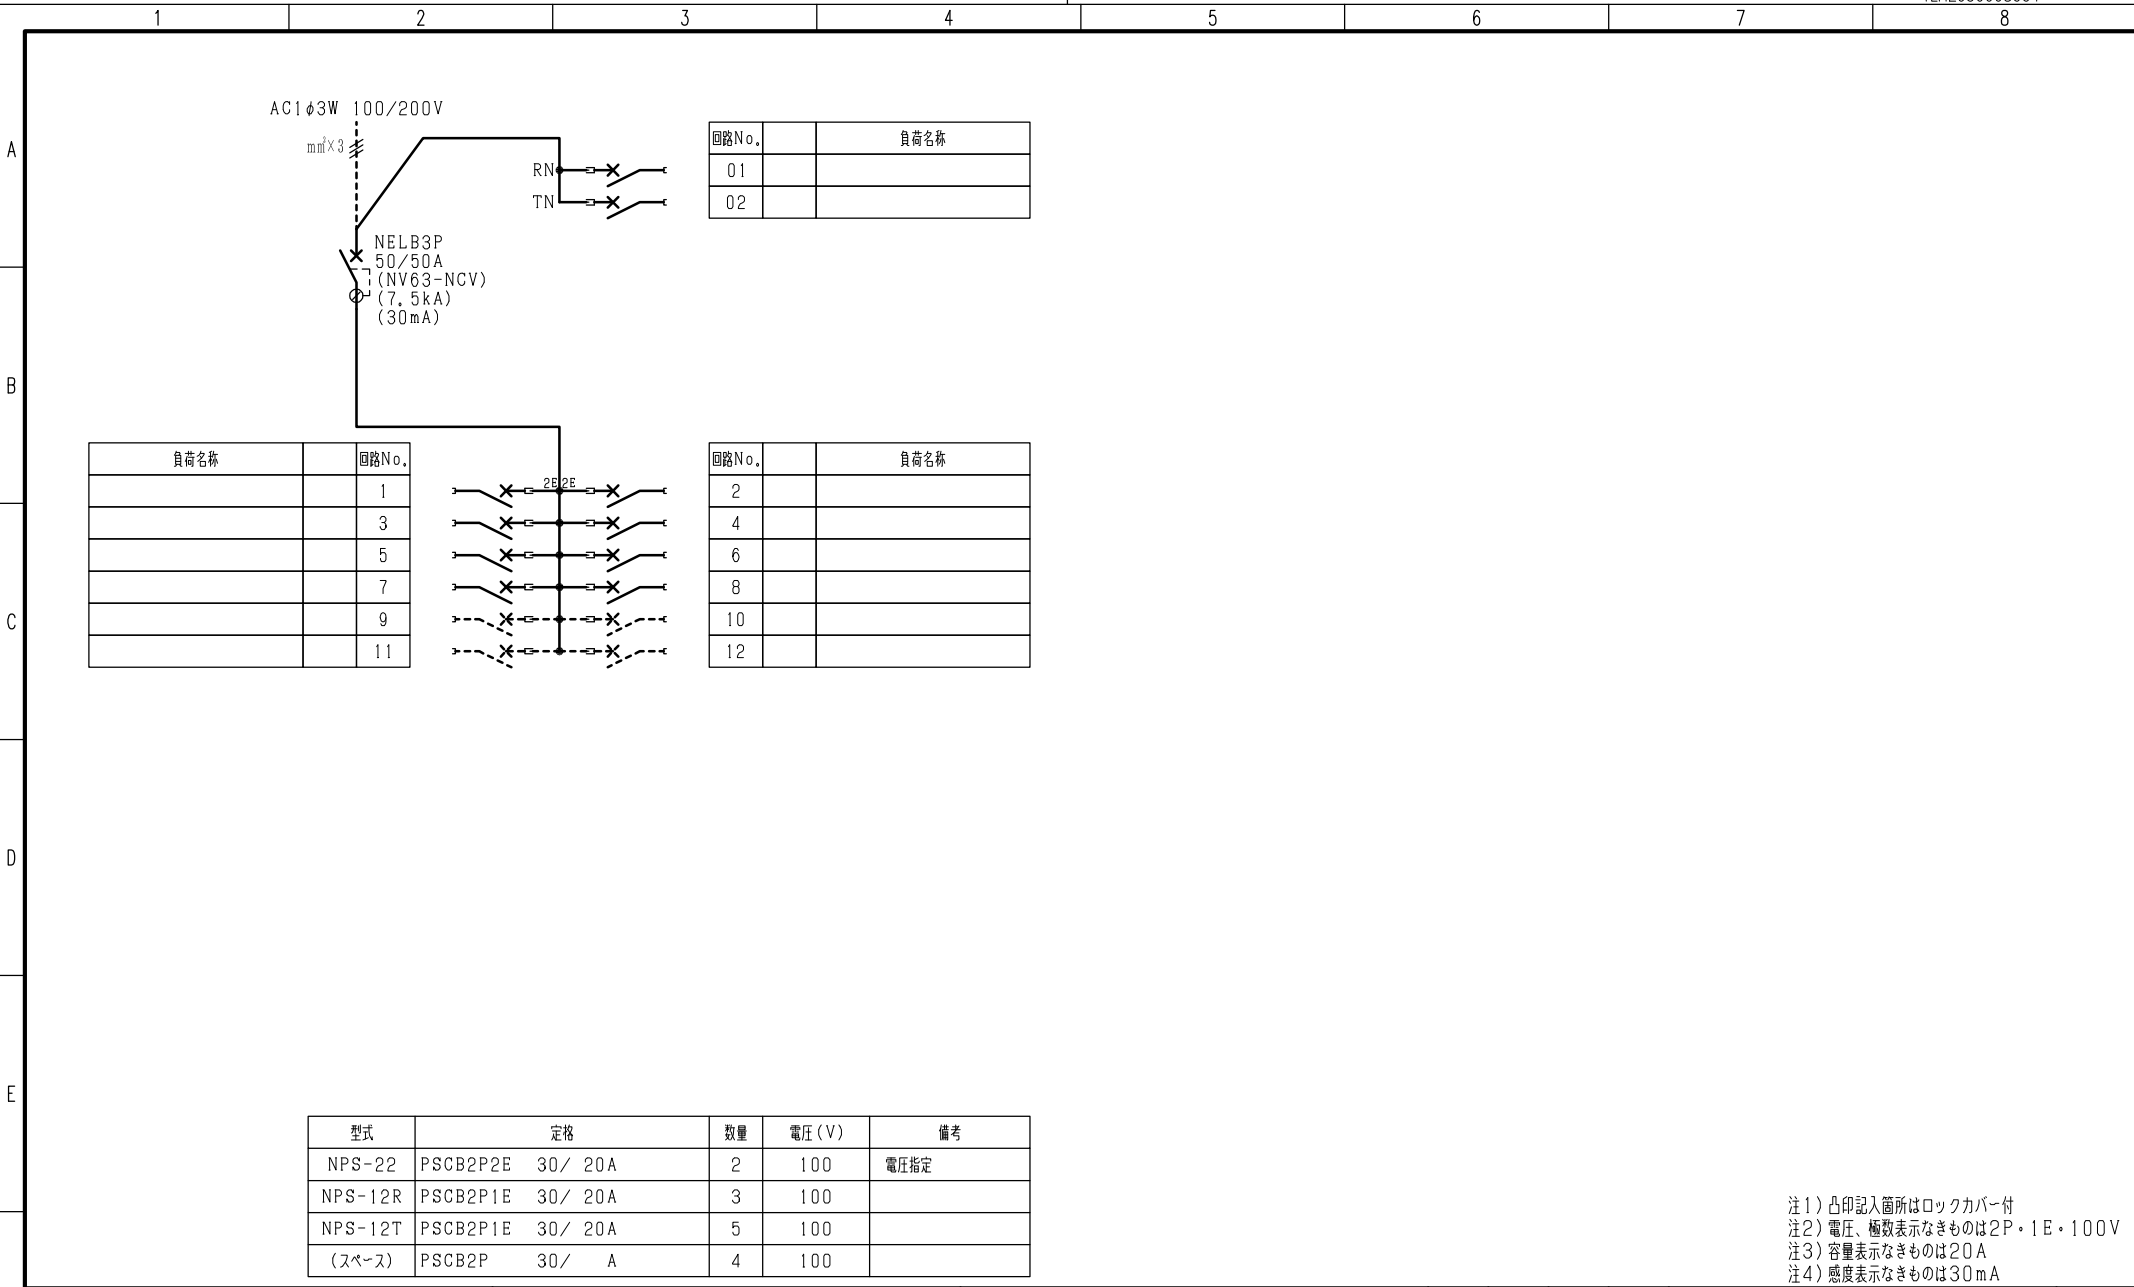 1 2 3 4 5 6 7 8
A
B
C
D
E
AC1φ3W 100/200V
mm²×3
RN
TN
回路No. 負荷名称
01
02
NELB3P
50/50A
(NV63-NCV)
(7.5kA)
(30mA)
負荷名称 回路No.
1
3
5
7
9
11
2E 2E
回路No. 負荷名称
2
4
6
8
10
12
型式 定格 数量 電圧(V) 備考
NPS-22 PSCB2P2E 30/ 20A 2 100 電圧指定
NPS-12R PSCB2P1E 30/ 20A 3 100
NPS-12T PSCB2P1E 30/ 20A 5 100
(スペース) PSCB2P 30/ A 4 100
注1)凸印記入箇所はロックカバー付
注2)電圧、極数表示なきものは2P・1E・100V
注3)容量表示なきものは20A
注4)感度表示なきものは30mA